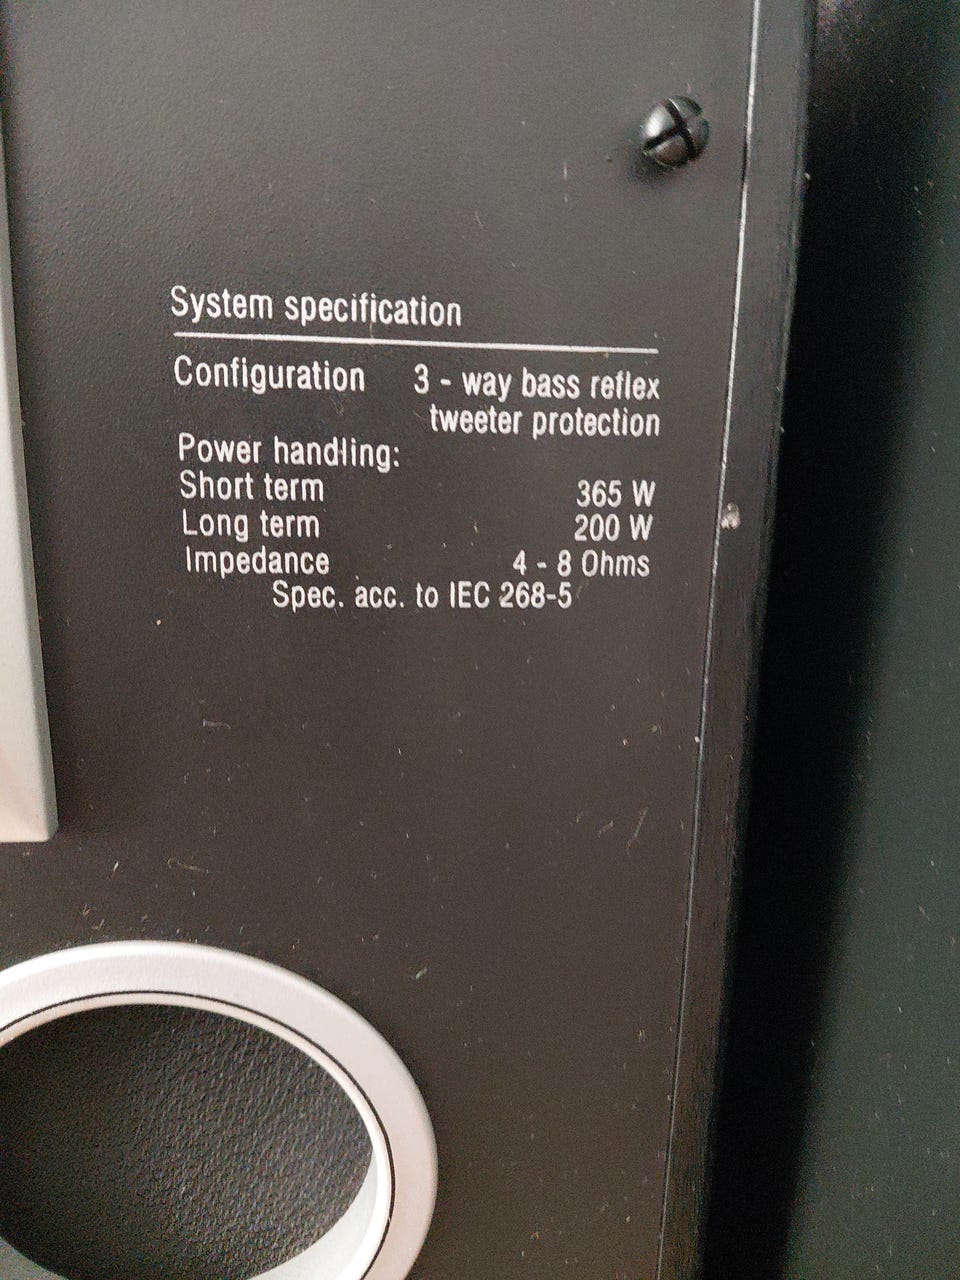 System specification
Configuration 3 - way bass reflex
tweeter protection
Power handling:
Short term 365 W
Long term 200 W
Impedance 4 - 8 Ohms
Spec. acc. to IEC 268-5